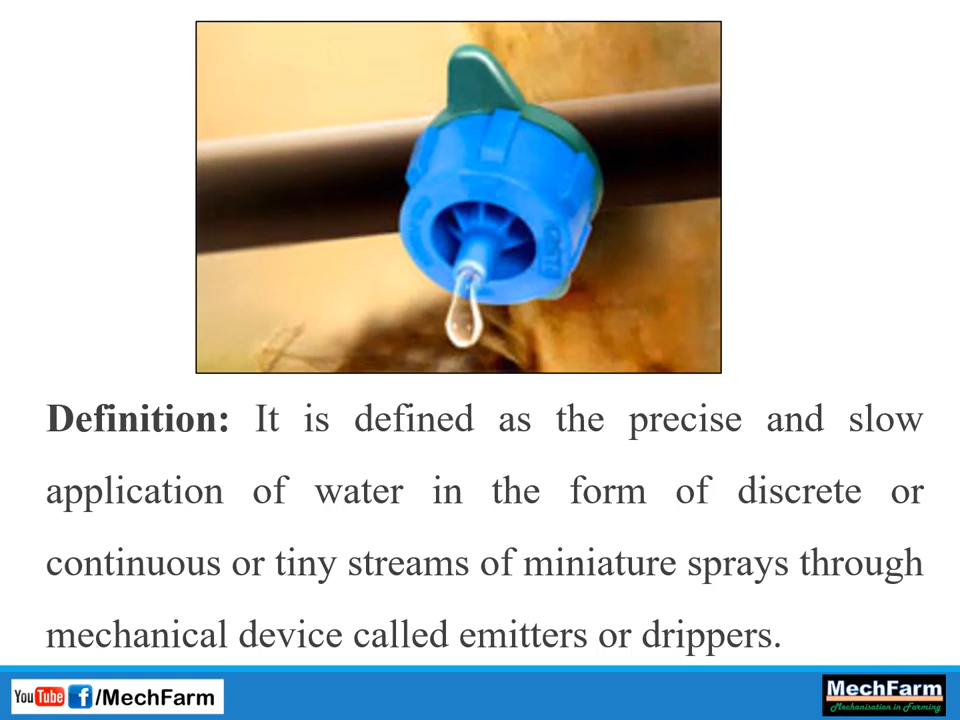 Definition: It is defined as the precise and slow
application of water in the form of discrete or
continuous or tiny streams of miniature sprays through
mechanical device called emitters or drippers.
YouTube f /MechFarm
MechFarm
Mechanisation in Farming